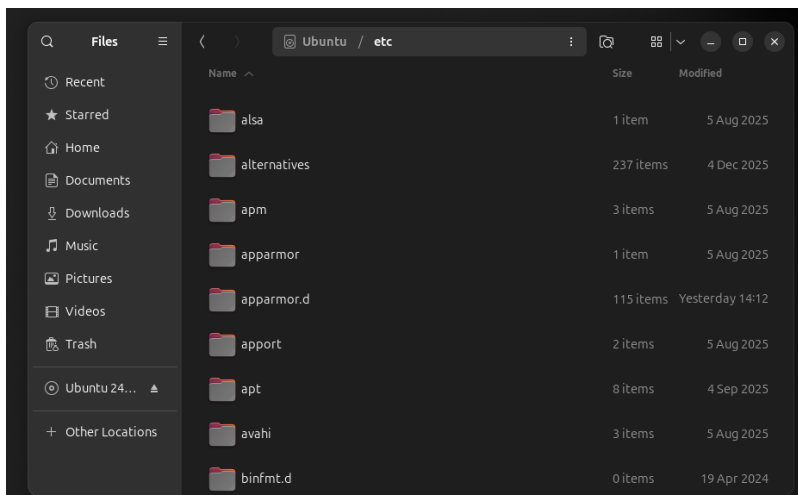 Files
Ubuntu / etc
Recent
Starred
Home
Documents
Downloads
Music
Pictures
Videos
Trash
Ubuntu 24...
+ Other Locations
Name Size Modified
alsa 1 item 5 Aug 2025
alternatives 237 items 4 Dec 2025
apm 3 items 5 Aug 2025
apparmor 1 item 5 Aug 2025
apparmor.d 115 items Yesterday 14:12
apport 2 items 5 Aug 2025
apt 8 items 4 Sep 2025
avahi 3 items 5 Aug 2025
binfmt.d 0 items 19 Apr 2024